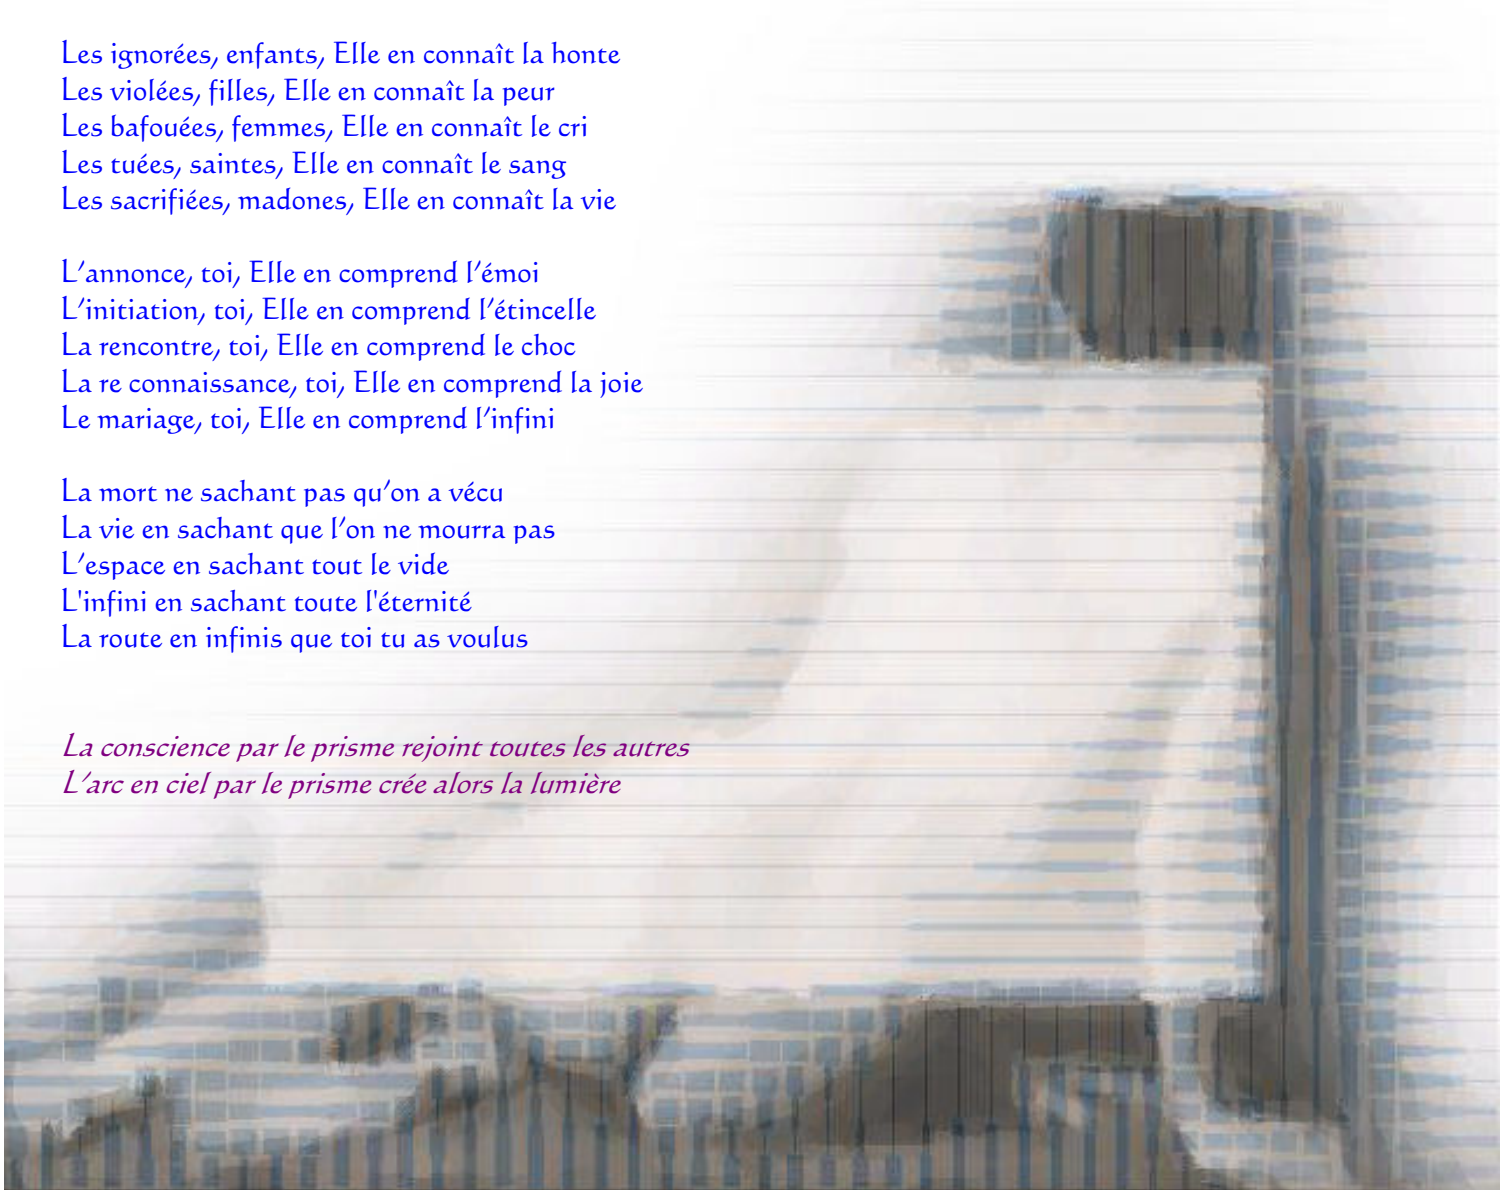 Les ignorées, enfants, Elle en connaît la honte
Les violées, filles, Elle en connaît la peur
Les bafouées, femmes, Elle en connaît le cri
Les tuées, saintes, Elle en connaît le sang
Les sacrifiées, madones, Elle en connaît la vie
L’annonce, toi, Elle en comprend l’émoi
L’initiation, toi, Elle en comprend l’étincelle
La rencontre, toi, Elle en comprend le choc
La re connaissance, toi, Elle en comprend la joie
Le mariage, toi, Elle en comprend l’infini
La mort ne sachant pas qu’on a vécu
La vie en sachant que l’on ne mourra pas
L’espace en sachant tout le vide
L'infini en sachant toute l'éternité
La route en infinis que toi tu as voulus
La conscience par le prisme rejoint toutes les autres
L’arc en ciel par le prisme crée alors la lumière